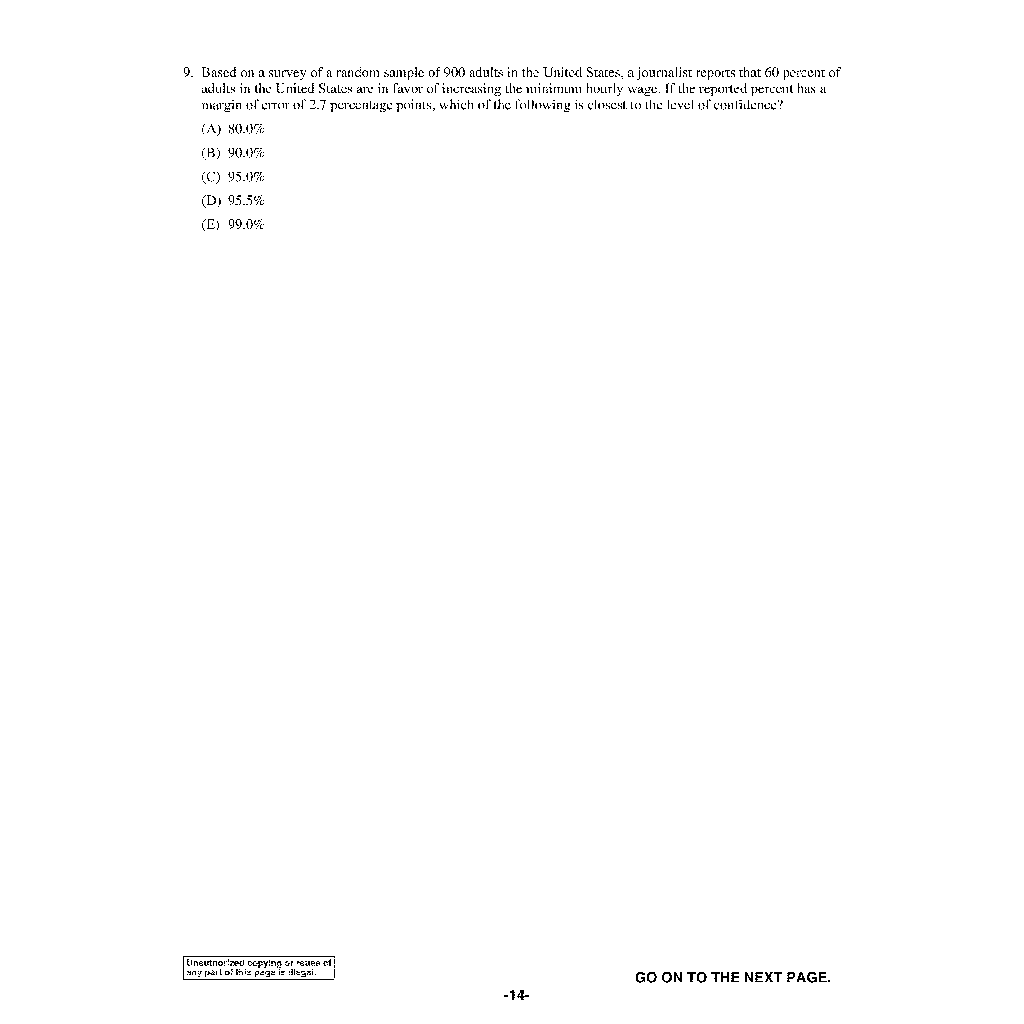 9. Based on a survey of a random sample of 900 adults in the United States, a journalist reports that 60 percent of
adults in the United States are in favor of increasing the minimum hourly wage. If the reported percent has a
margin of error of 2.7 percentage points, which of the following is closest to the level of confidence?
(A) 80.0%
(B) 90.0%
(C) 95.0%
(D) 95.5%
(E) 99.0%
Unauthorized copying or reuse of
any part of this page is illegal.
GO ON TO THE NEXT PAGE.
-14-